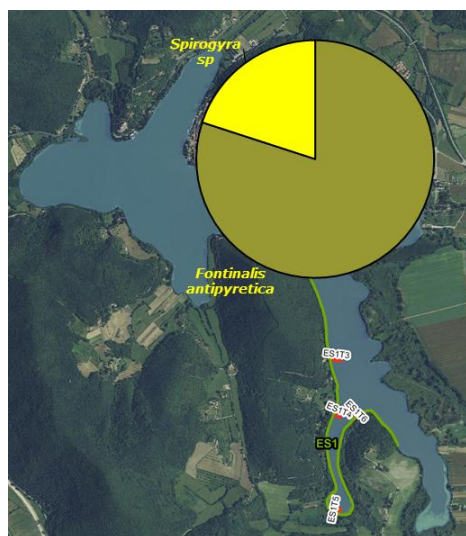 Spirogyra
sp
Fontinalis
antipyretica
ES1T3
ES1T4
ES1T6
ES1
ES1T5